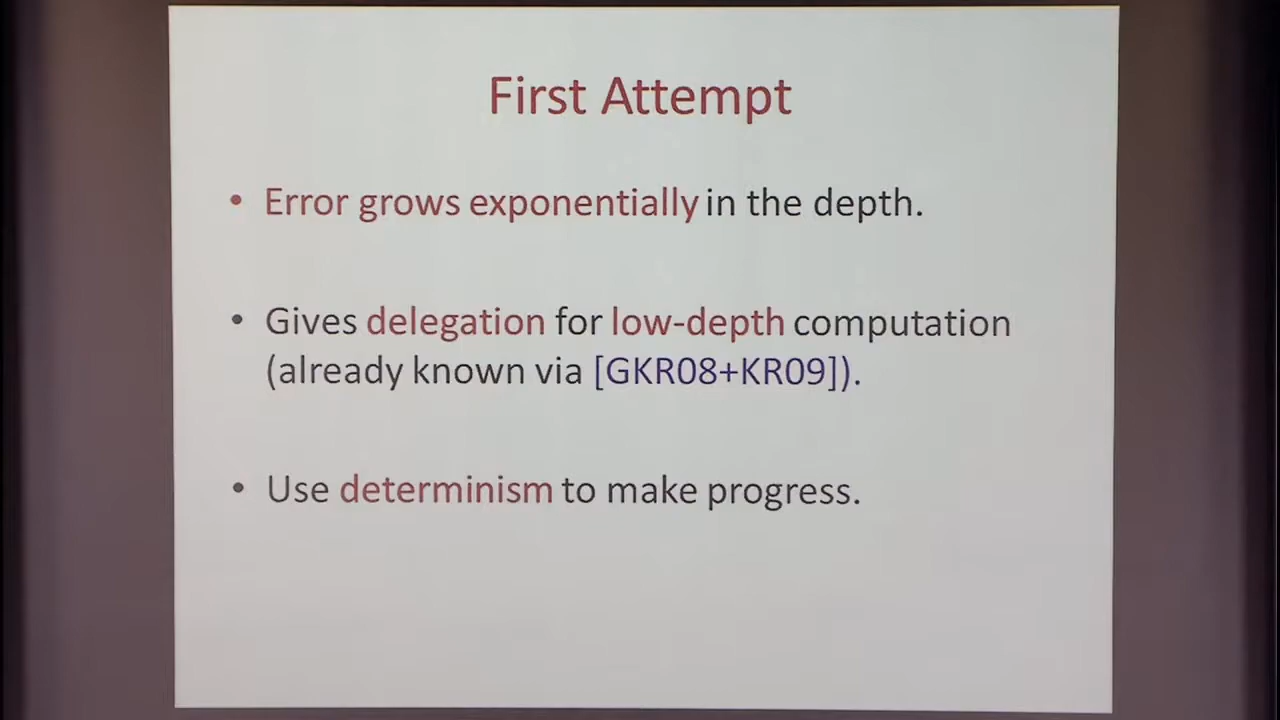 First Attempt
• Error grows exponentially in the depth.
• Gives delegation for low-depth computation
(already known via [GKR08+KR09]).
• Use determinism to make progress.